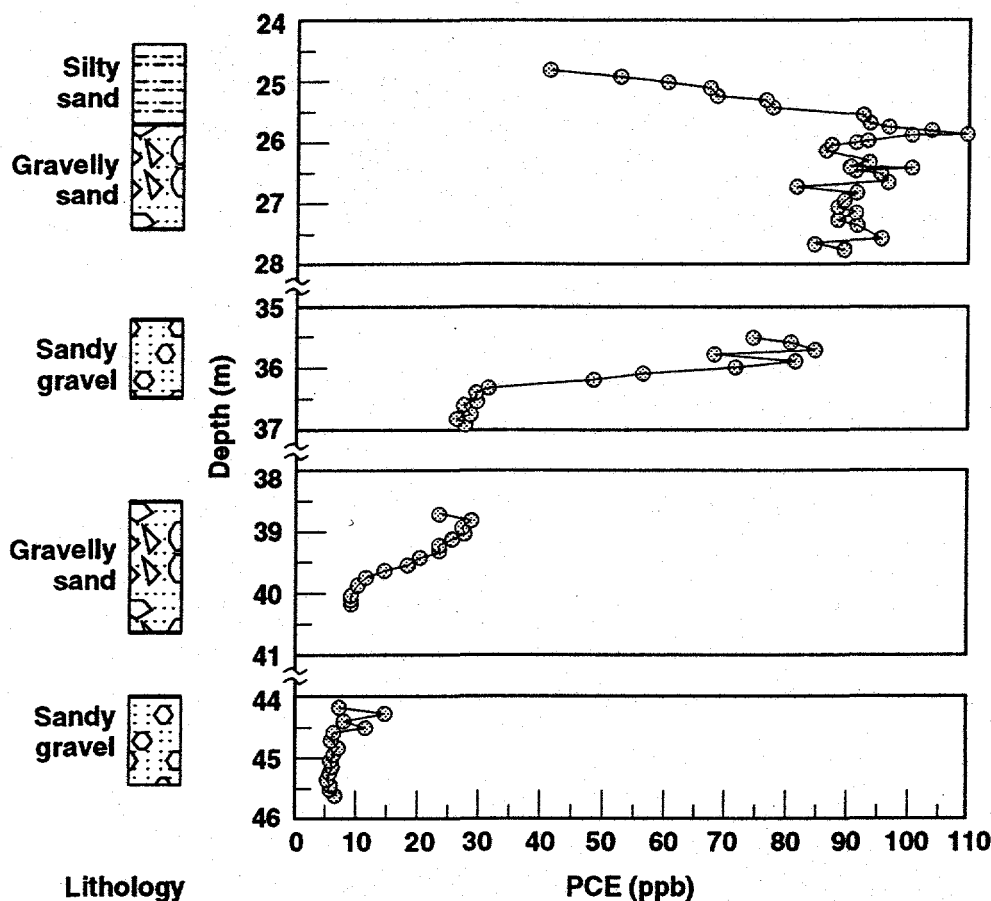 Silty
sand
Gravelly
sand
Sandy
gravel
Gravelly
sand
Sandy
gravel
Lithology
Depth (m)
24
25
26
27
28
35
36
37
38
39
40
41
44
45
46
0 10 20 30 40 50 60 70 80 90 100 110
PCE (ppb)